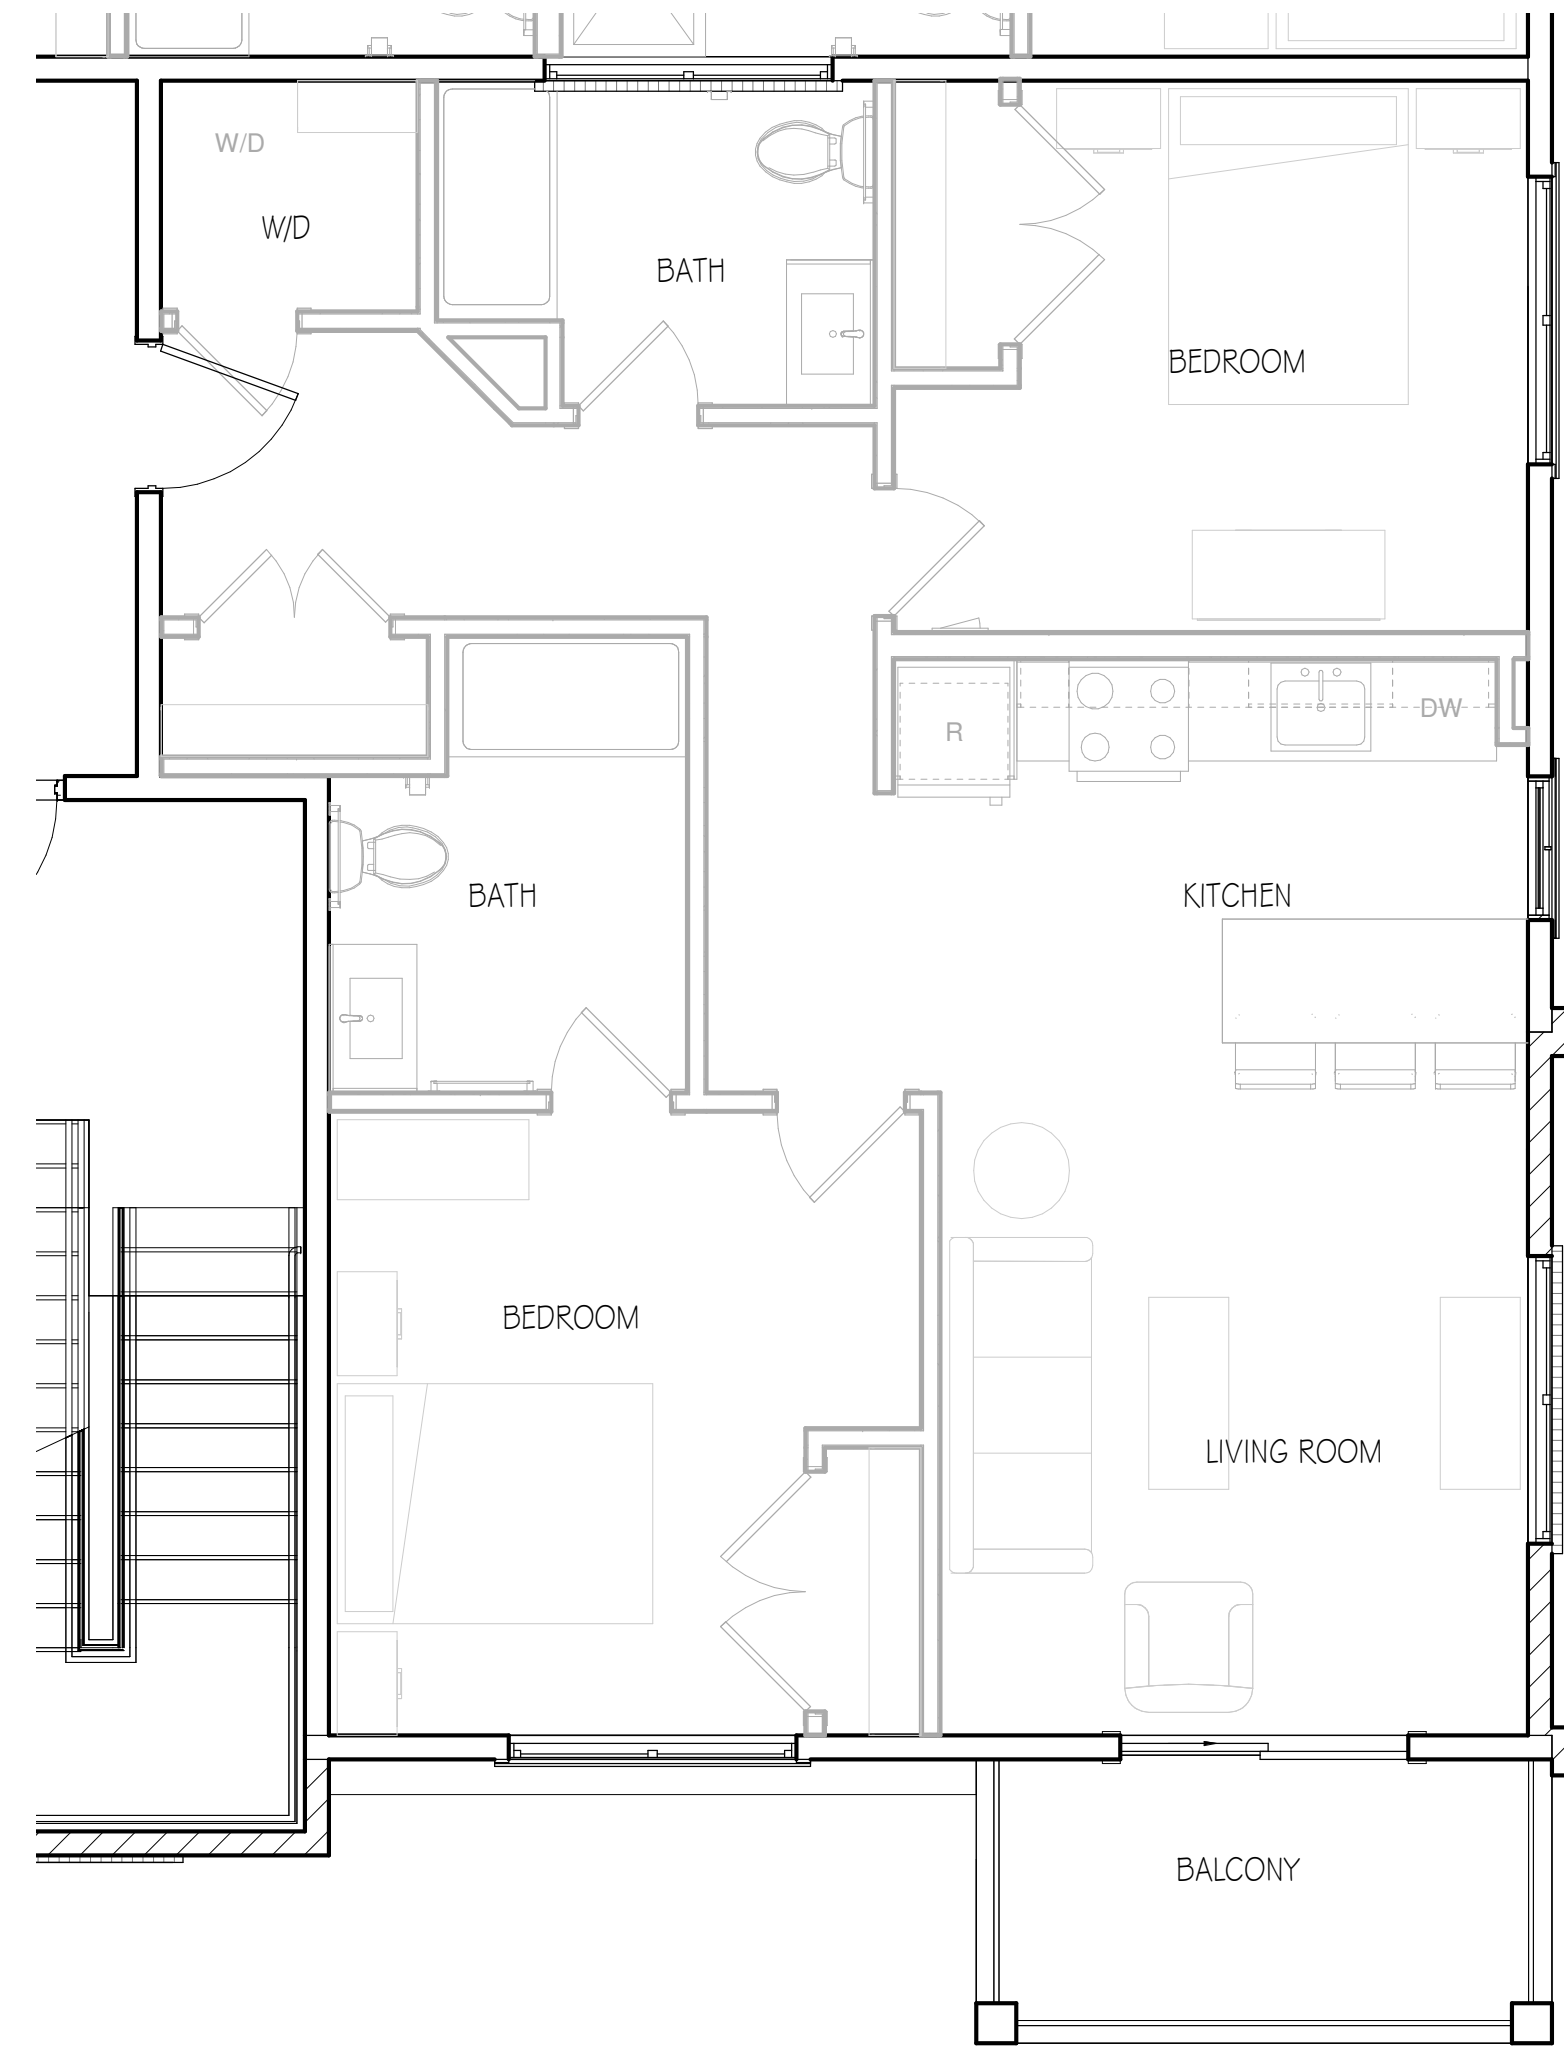 W/D
W/D
BATH
BEDROOM
R
DW
BATH
KITCHEN
BEDROOM
LIVING ROOM
BALCONY